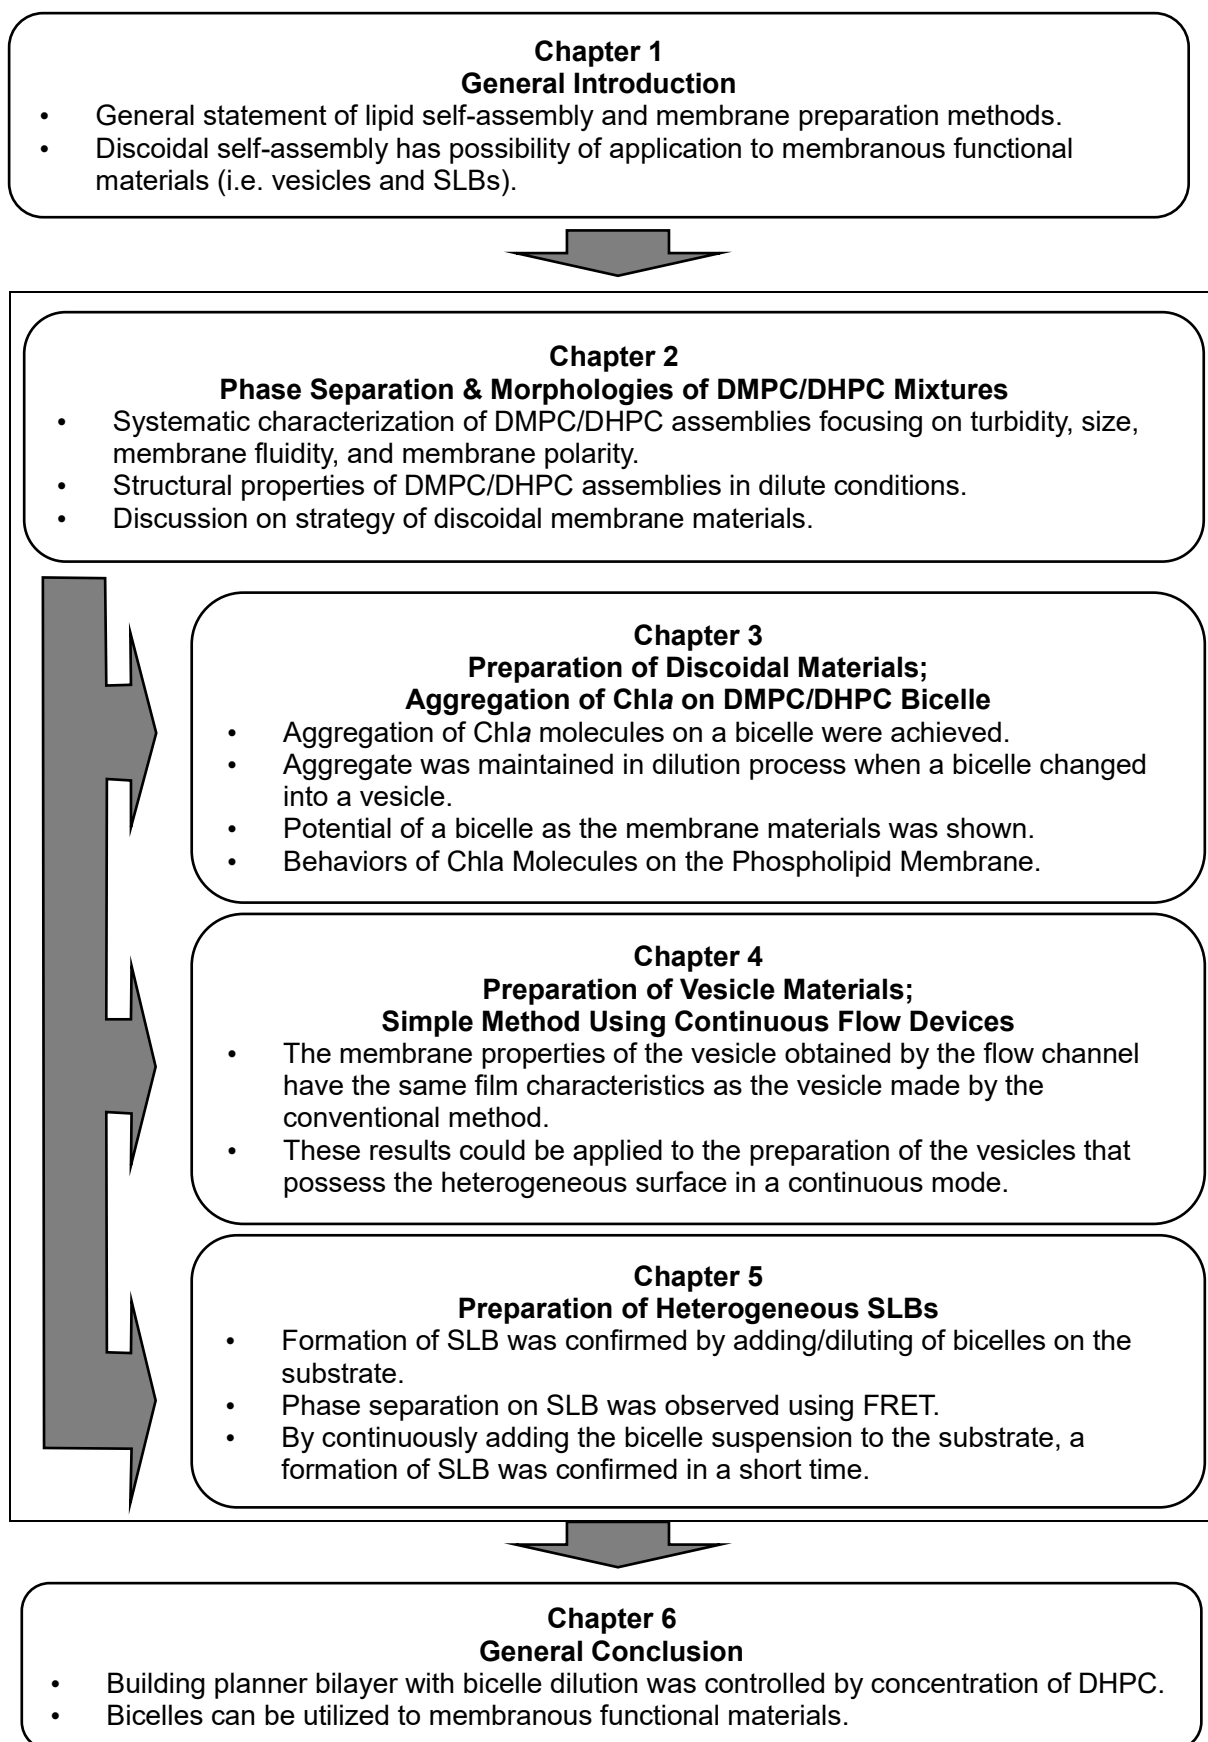 Chapter 1
General Introduction
• General statement of lipid self-assembly and membrane preparation methods.
• Discoidal self-assembly has possibility of application to membranous functional
materials (i.e. vesicles and SLBs).
Chapter 2
Phase Separation & Morphologies of DMPC/DHPC Mixtures
• Systematic characterization of DMPC/DHPC assemblies focusing on turbidity, size,
membrane fluidity, and membrane polarity.
• Structural properties of DMPC/DHPC assemblies in dilute conditions.
• Discussion on strategy of discoidal membrane materials.
Chapter 3
Preparation of Discoidal Materials;
Aggregation of Chla on DMPC/DHPC Bicelle
• Aggregation of Chla molecules on a bicelle were achieved.
• Aggregate was maintained in dilution process when a bicelle changed
into a vesicle.
• Potential of a bicelle as the membrane materials was shown.
• Behaviors of Chla Molecules on the Phospholipid Membrane.
Chapter 4
Preparation of Vesicle Materials;
Simple Method Using Continuous Flow Devices
• The membrane properties of the vesicle obtained by the flow channel
have the same film characteristics as the vesicle made by the
conventional method.
• These results could be applied to the preparation of the vesicles that
possess the heterogeneous surface in a continuous mode.
Chapter 5
Preparation of Heterogeneous SLBs
• Formation of SLB was confirmed by adding/diluting of bicelles on the
substrate.
• Phase separation on SLB was observed using FRET.
• By continuously adding the bicelle suspension to the substrate, a
formation of SLB was confirmed in a short time.
Chapter 6
General Conclusion
• Building planner bilayer with bicelle dilution was controlled by concentration of DHPC.
• Bicelles can be utilized to membranous functional materials.